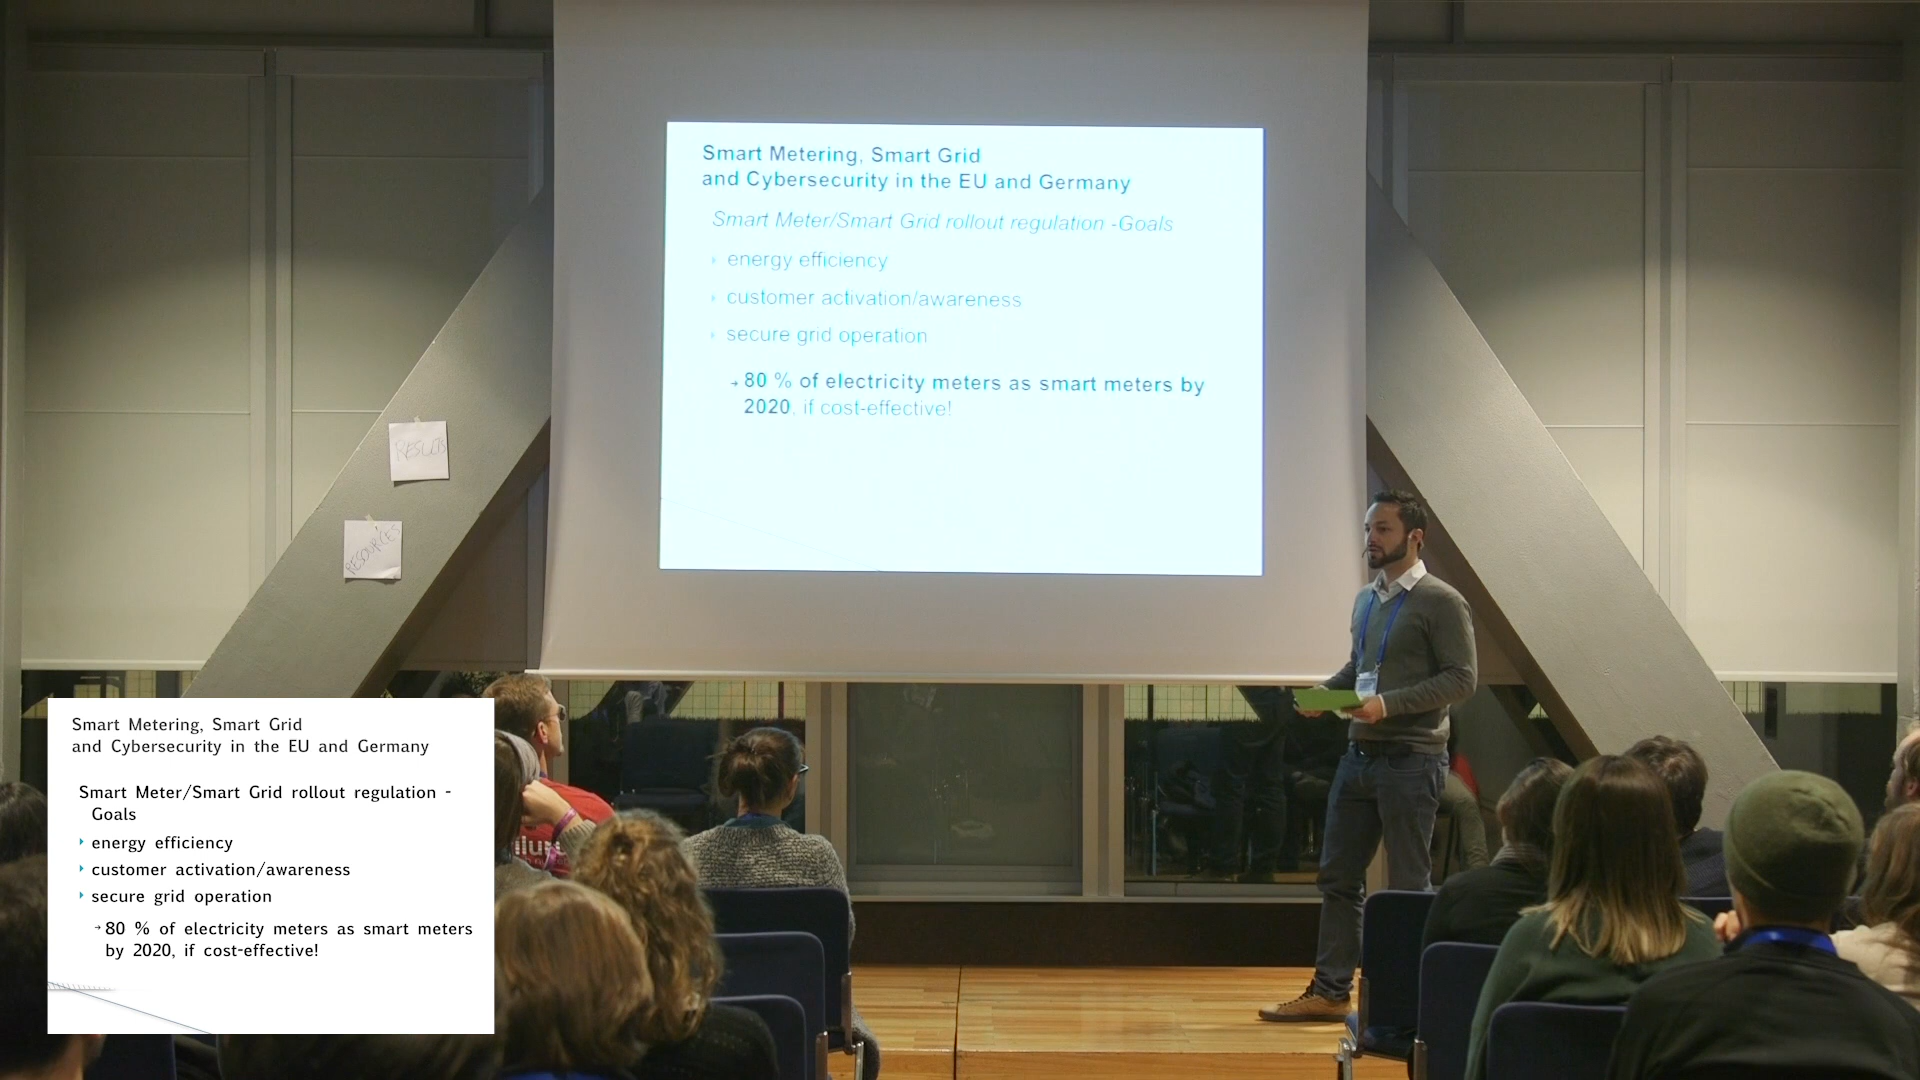 Smart Metering, Smart Grid
and Cybersecurity in the EU and Germany
Smart Meter/Smart Grid rollout regulation -Goals
energy efficiency
customer activation/awareness
secure grid operation
→ 80 % of electricity meters as smart meters by
2020, if cost-effective!
RESULTS
RESOURCES
Smart Metering, Smart Grid
and Cybersecurity in the EU and Germany
Smart Meter/Smart Grid rollout regulation -
Goals
energy efficiency
customer activation/awareness
secure grid operation
→ 80 % of electricity meters as smart meters
by 2020, if cost-effective!